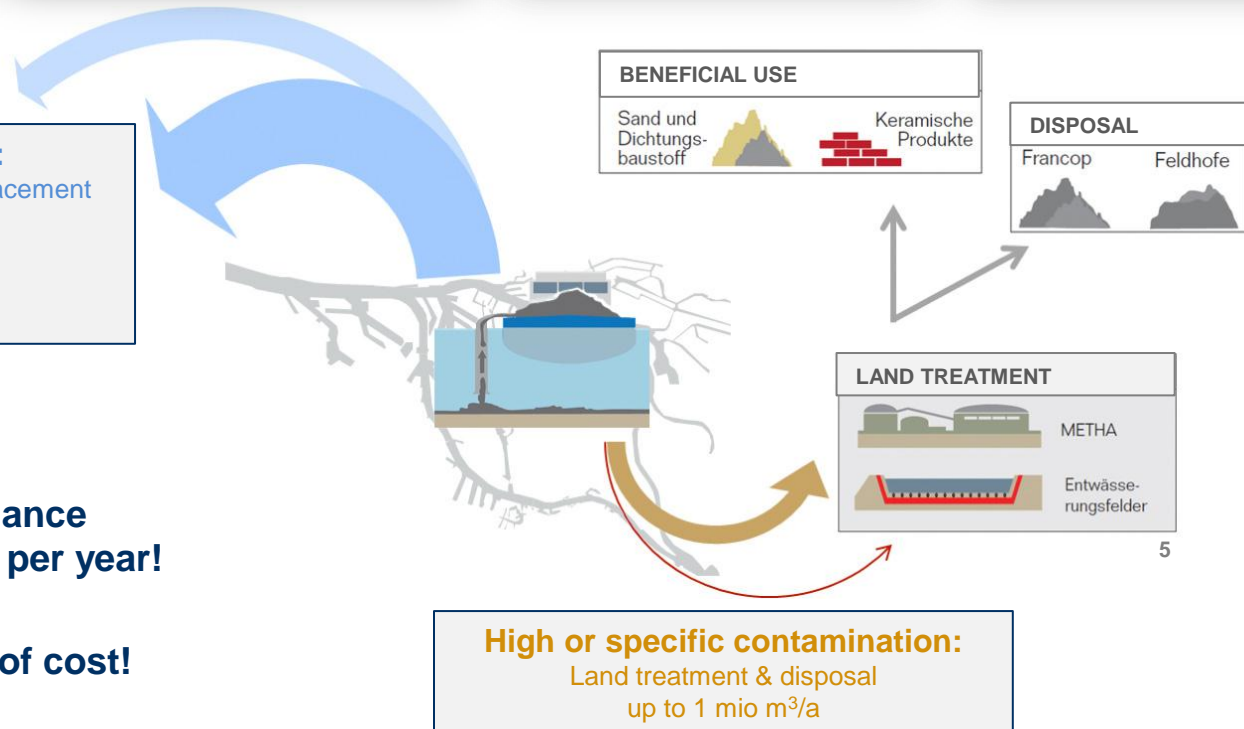 BENEFICIAL USE
Sand und
Dichtungs-
baustoff
Keramische
Produkte
DISPOSAL
Francop
Feldhofe
:
acement
LAND TREATMENT
METHA
Entwässe-
rungsfelder
5
ance
per year!
of cost!
High or specific contamination:
Land treatment & disposal
up to 1 mio m³/a